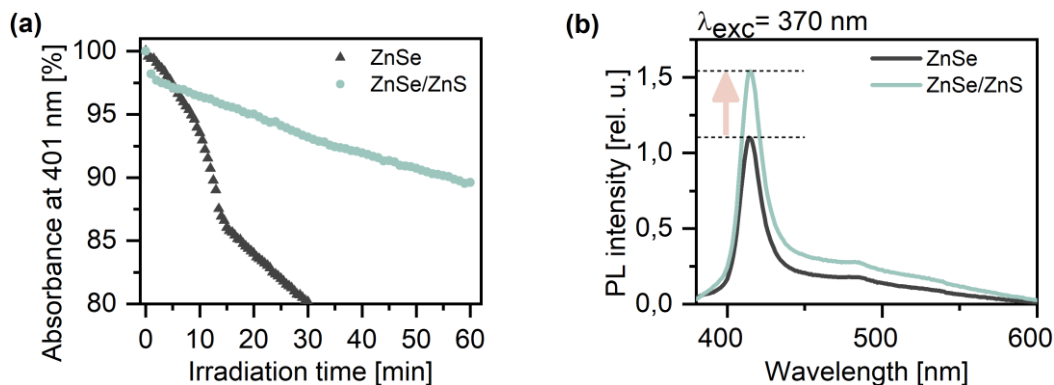 (a)
100
95
90
85
80
Absorbance at 401 nm [%]
ZnSe
ZnSe/ZnS
0 10 20 30 40 50 60
Irradiation time [min]
(b)
λexc= 370 nm
ZnSe
ZnSe/ZnS
1,5
1,0
0,5
0,0
PL intensity [rel. u.]
400 500 600
Wavelength [nm]